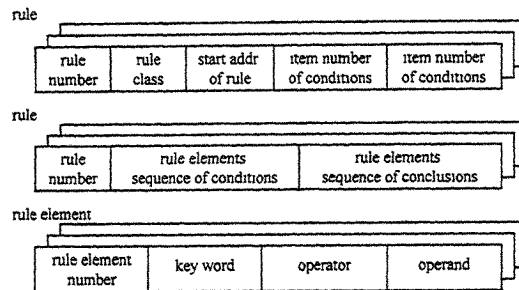 rule
rule rule start addr item number item number
number class of rule of conditions of conditions
rule
rule rule elements rule elements
number sequence of conditions sequence of conclusions
rule element
rule element key word operator operand
number